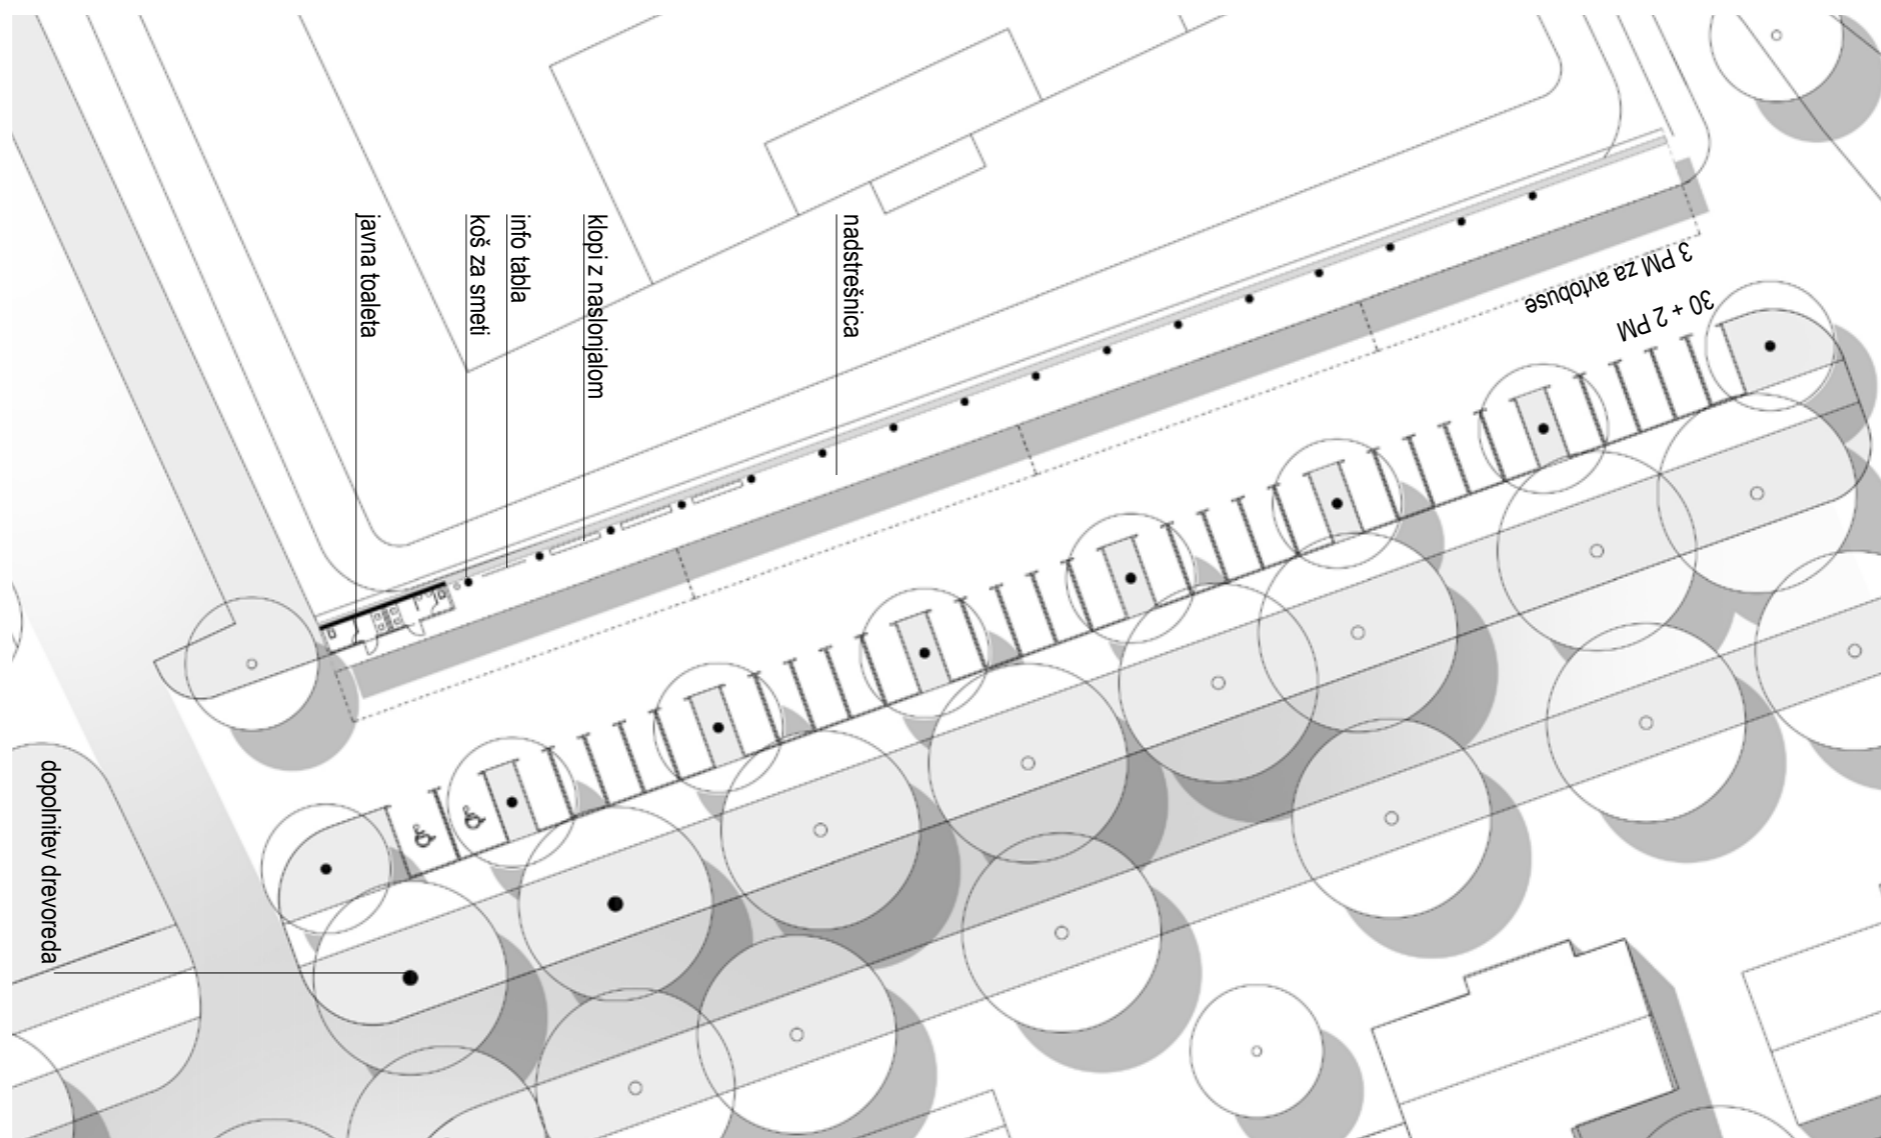 javna toaleta
koš za smeti
info tabla
klopi z naslonjalom
nadstrešnica
3 PM za avtobuse
30 + 2 PM
dopolnitev drevoreda